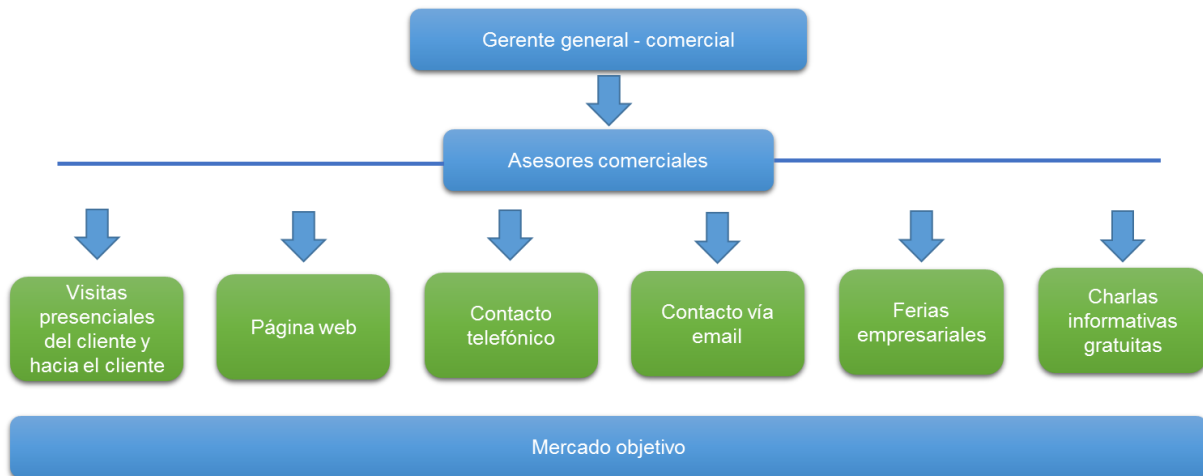 Gerente general - comercial
Asesores comerciales
Visitas
presenciales
del cliente y
hacia el cliente
Página web
Contacto
telefónico
Contacto vía
email
Ferias
empresariales
Charlas
informativas
gratuitas
Mercado objetivo